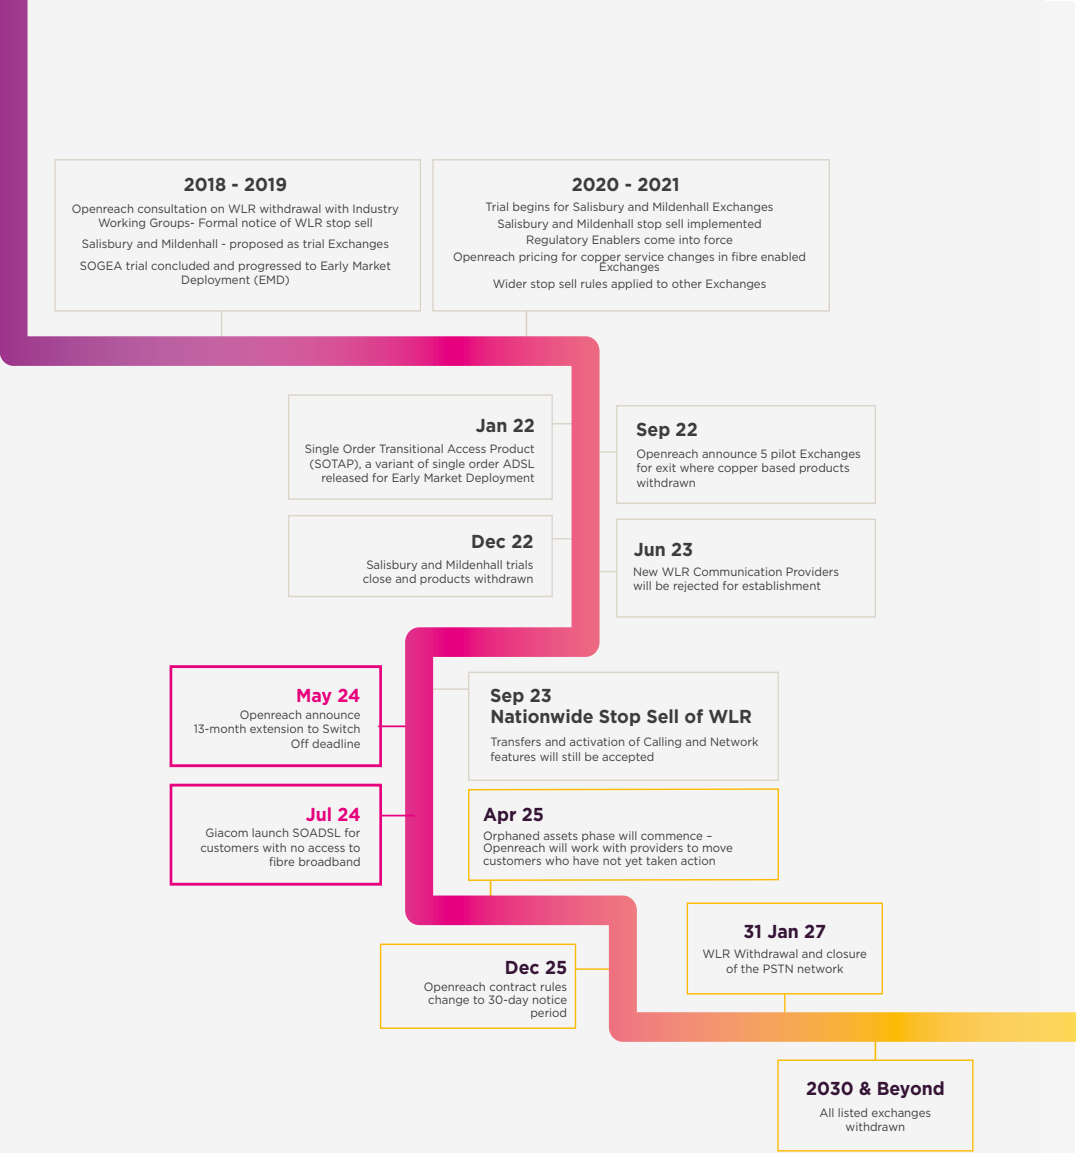 2018 - 2019
Openreach consultation on WLR withdrawal with Industry
Working Groups- Formal notice of WLR stop sell
Salisbury and Mildenhall - proposed as trial Exchanges
SOGEA trial concluded and progressed to Early Market
Deployment (EMD)
2020 - 2021
Trial begins for Salisbury and Mildenhall Exchanges
Salisbury and Mildenhall stop sell implemented
Regulatory Enablers come into force
Openreach pricing for copper service changes in fibre enabled
Exchanges
Wider stop sell rules applied to other Exchanges
Jan 22
Single Order Transitional Access Product
(SOTAP), a variant of single order ADSL
released for Early Market Deployment
Sep 22
Openreach announce 5 pilot Exchanges
for exit where copper based products
withdrawn
Dec 22
Salisbury and Mildenhall trials
close and products withdrawn
Jun 23
New WLR Communication Providers
will be rejected for establishment
May 24
Openreach announce
13-month extension to Switch
Off deadline
Sep 23
Nationwide Stop Sell of WLR
Transfers and activation of Calling and Network
features will still be accepted
Jul 24
Giacom launch SOADSL for
customers with no access to
fibre broadband
Apr 25
Orphaned assets phase will commence –
Openreach will work with providers to move
customers who have not yet taken action
Dec 25
Openreach contract rules
change to 30-day notice
period
31 Jan 27
WLR Withdrawal and closure
of the PSTN network
2030 & Beyond
All listed exchanges
withdrawn